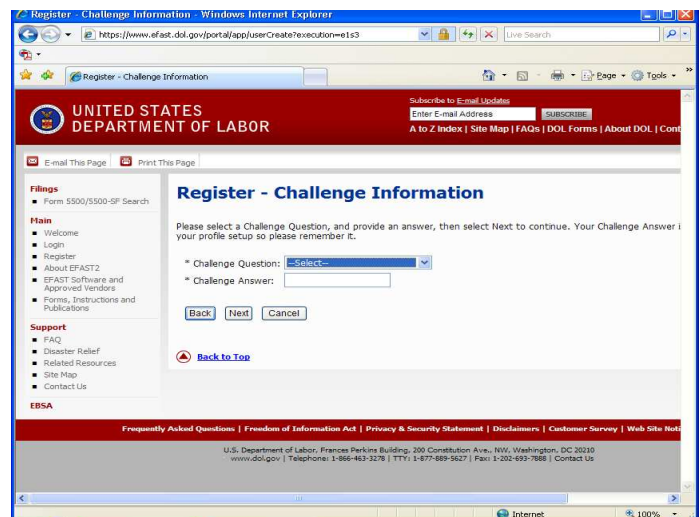 Register - Challenge Information - Windows Internet Explorer
https://www.efast.dol.gov/portal/app/userCreate?execution=e1s3
Live Search
Register - Challenge Information
Page
Tools
UNITED STATES
DEPARTMENT OF LABOR
Subscribe to E-mail Updates
Enter E-mail Address
SUBSCRIBE
A to Z Index | Site Map | FAQs | DOL Forms | About DOL | Cont
E-mail This Page
Print This Page
Filings
Form 5500/5500-SF Search
Main
Welcome
Login
Register
About EFAST2
EFAST Software and
Approved Vendors
Forms, Instructions and
Publications
Support
FAQ
Disaster Relief
Related Resources
Site Map
Contact Us
EBSA
Register - Challenge Information
Please select a Challenge Question, and provide an answer, then select Next to continue. Your Challenge Answer i
your profile setup so please remember it.
* Challenge Question: --Select--
* Challenge Answer:
Back Next Cancel
Back to Top
Frequently Asked Questions | Freedom of Information Act | Privacy & Security Statement | Disclaimers | Customer Survey | Web Site Noti
U.S. Department of Labor, Frances Perkins Building, 200 Constitution Ave., NW, Washington, DC 20210
www.dol.gov | Telephone: 1-866-463-3278 | TTY: 1-877-889-5627 | Fax: 1-202-693-7888 | Contact Us
Internet
100%